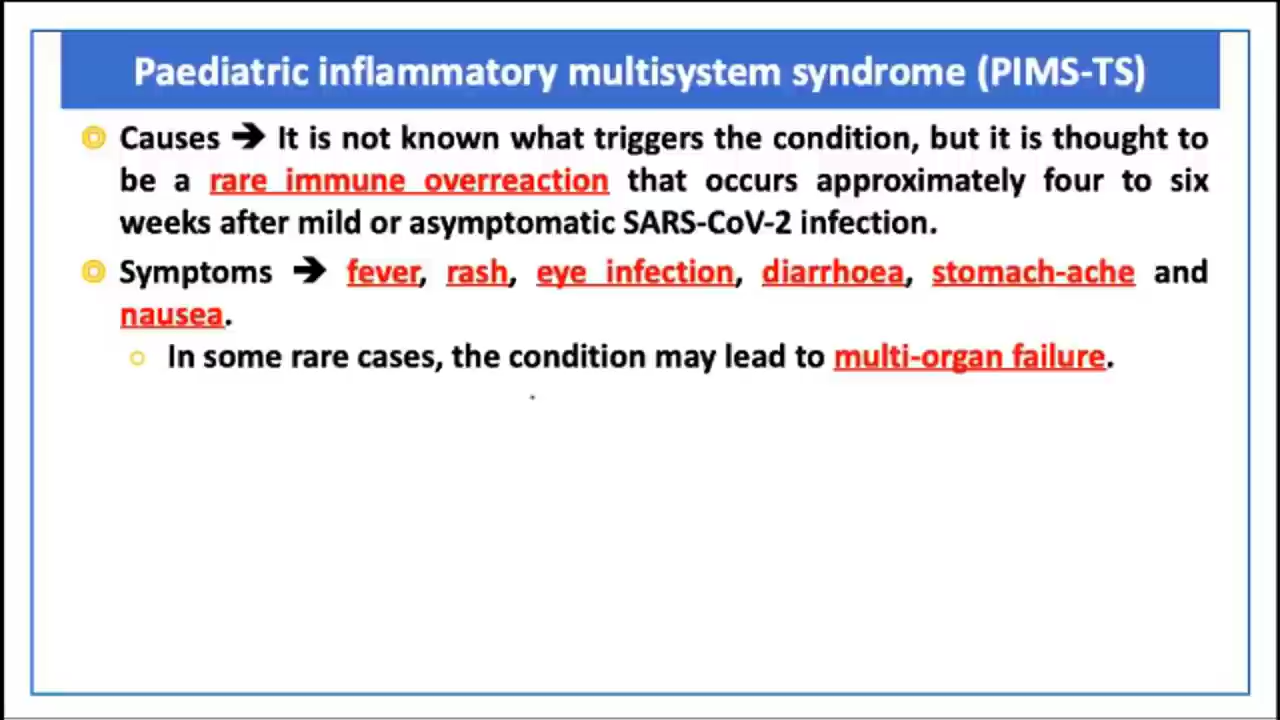 Paediatric inflammatory multisystem syndrome (PIMS-TS)
Causes ➔ It is not known what triggers the condition, but it is thought to
be a rare immune overreaction that occurs approximately four to six
weeks after mild or asymptomatic SARS-CoV-2 infection.
Symptoms ➔ fever, rash, eye infection, diarrhoea, stomach-ache and
nausea.
In some rare cases, the condition may lead to multi-organ failure.